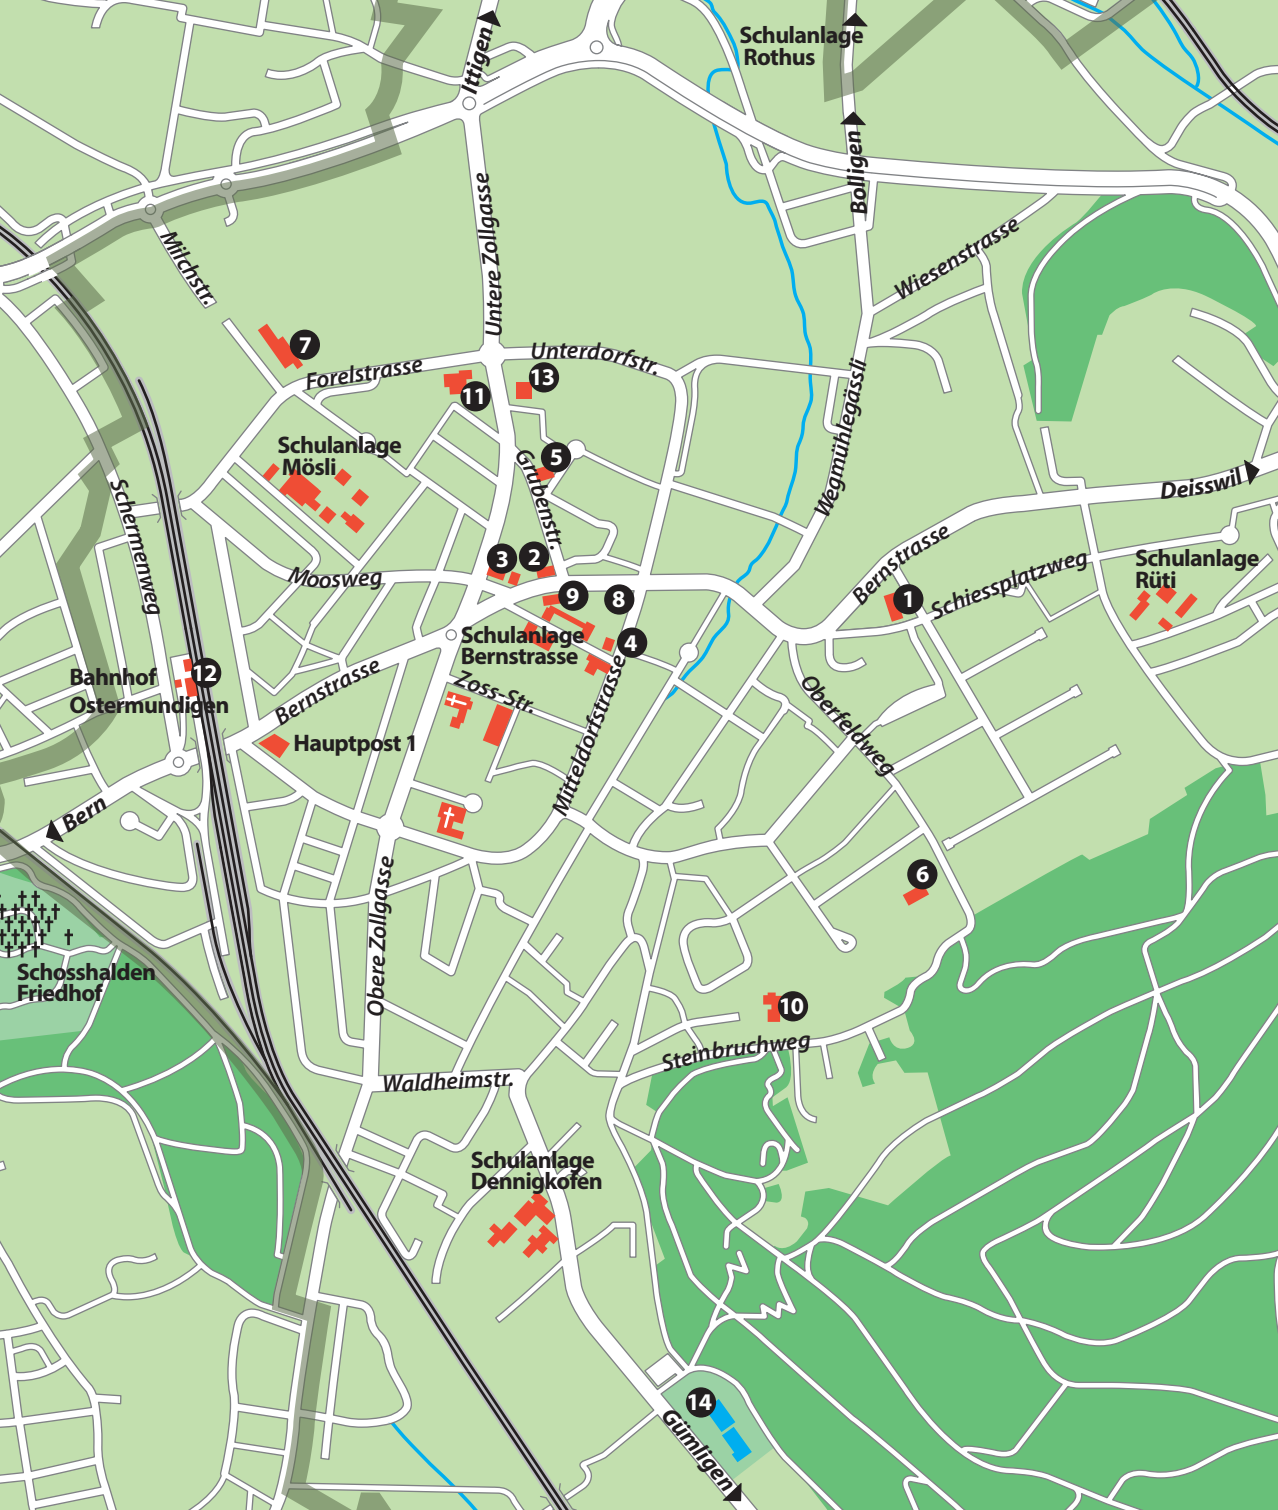 Ittigen
Schulanlage
Rothus
Bolligen
Untere Zollgasse
Milchstr.
Wiesenstrasse
7
Forelstrasse
Unterdorfstr.
13
11
Wegmühlegässli
Schulanlage
Mösli
5
Grubenstr.
Deisswil
Schermenweg
Moosweg
3
2
Bernstrasse
Schiessplatzweg
Schulanlage
Rüti
9
8
1
Schulanlage
Bernstrasse
4
12
Bahnhof
Ostermundigen
Bernstrasse
Zoss-Str.
Mitteldorfstrasse
Oberfeldweg
Hauptpost 1
Bern
6
Obere Zollgasse
Schosshalden
Friedhof
10
Steinbruchweg
Waldheimstr.
Schulanlage
Dennigkofen
14
Gümligen